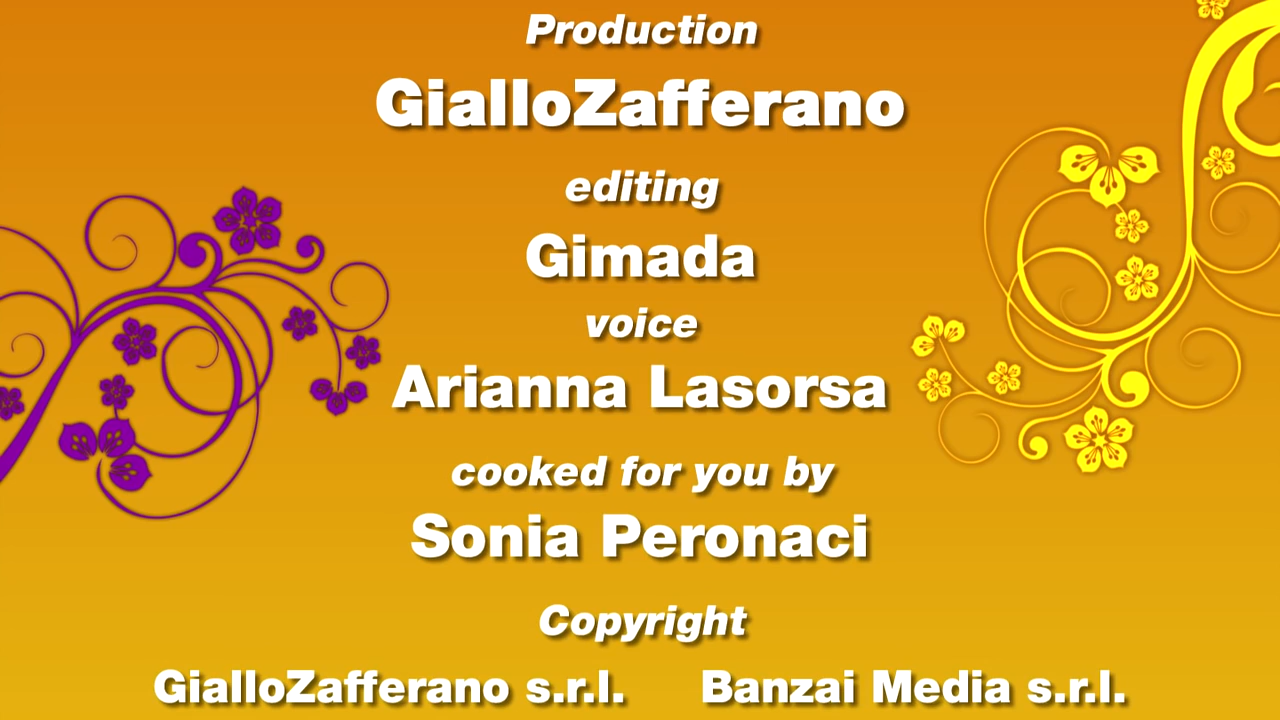 Production
GialloZafferano
editing
Gimada
voice
Arianna Lasorsa
cooked for you by
Sonia Peronaci
Copyright
GialloZafferano s.r.l. Banzai Media s.r.l.